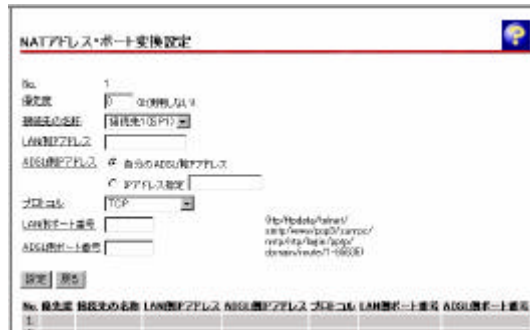 NATアドレス・ポート変換設定
No. 1
優先度 0 (0:使用しない)
接続先の名称 接続先1(ISP1)
LAN側IPアドレス
ADSL側IPアドレス 自分のADSL側IPアドレス
IPアドレス指定
プロトコル TCP
LAN側ポート番号
ADSL側ポート番号
domain/route/1-65535)
設定 戻る
No. 優先度 接続先の名称 LAN側IPアドレス ADSL側IPアドレス プロトコル LAN側ポート番号 ADSL側ポート番号
1.